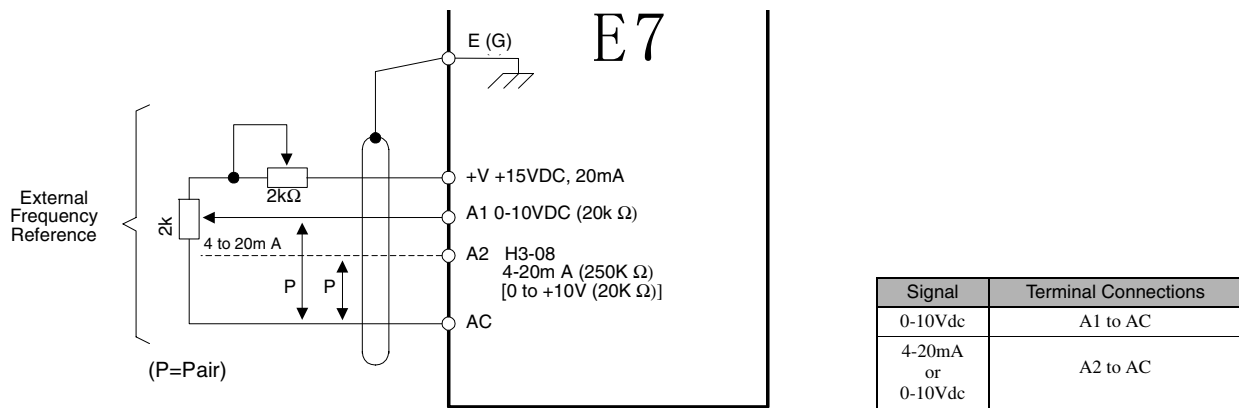 E7
E (G)
+V +15VDC, 20mA
2kΩ
External
Frequency
Reference
2k
A1 0-10VDC (20k Ω)
4 to 20m A
A2 H3-08
4-20m A (250K Ω)
[0 to +10V (20K Ω)]
P P
AC
(P=Pair)
Signal Terminal Connections
0-10Vdc A1 to AC
4-20mA
or
0-10Vdc
A2 to AC